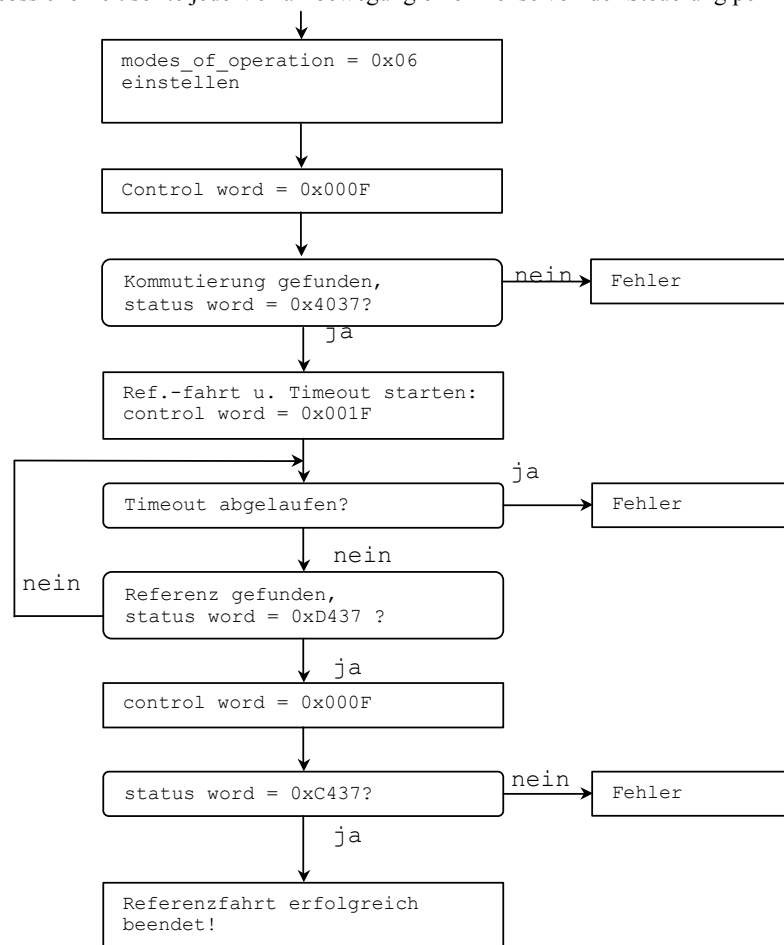 modes_of_operation = 0x06
einstellen
Control word = 0x000F
Kommutierung gefunden,
status word = 0x4037?
nein
Fehler
ja
Ref.-fahrt u. Timeout starten:
control word = 0x001F
Timeout abgelaufen?
ja
Fehler
nein
nein
Referenz gefunden,
status word = 0xD437 ?
ja
control word = 0x000F
status word = 0xC437?
nein
Fehler
ja
Referenzfahrt erfolgreich
beendet!